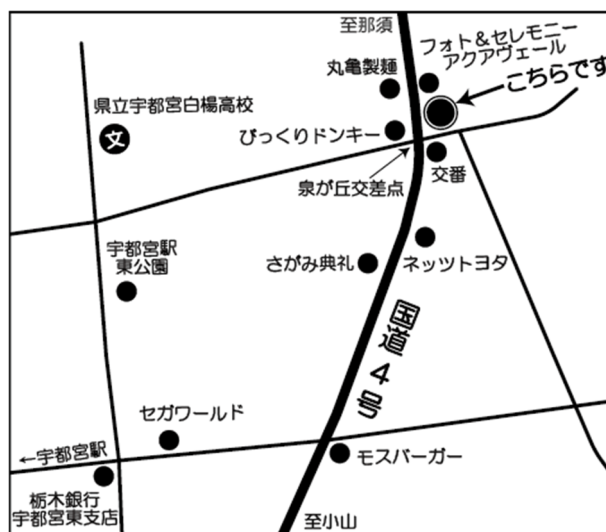 至那須
フォト&セレモニー
アクアヴェール
こちらです
丸亀製麺
県立宇都宮白楊高校
文
びっくりドンキー
交番
泉が丘交差点
宇都宮駅
東公園
さがみ典礼
ネッツトヨタ
国道4号
セガワールド
←宇都宮駅
モスバーガー
栃木銀行
宇都宮東支店
至小山